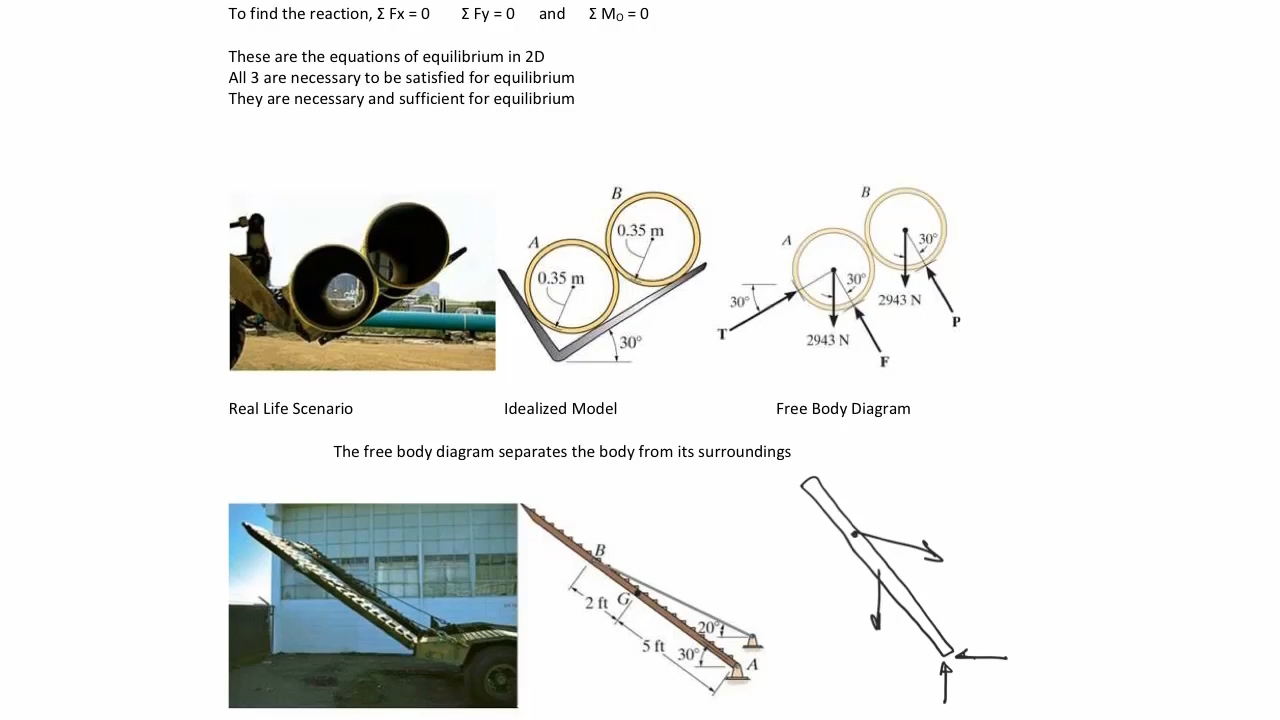 To find the reaction, Σ Fx = 0 Σ Fy = 0 and Σ Mₒ = 0
These are the equations of equilibrium in 2D
All 3 are necessary to be satisfied for equilibrium
They are necessary and sufficient for equilibrium
B
0.35 m
A
0.35 m
30°
B
30°
A
30°
2943 N
30°
P
T
2943 N
F
Real Life Scenario Idealized Model Free Body Diagram
The free body diagram separates the body from its surroundings
B
2 ft G
20°
5 ft 30° A